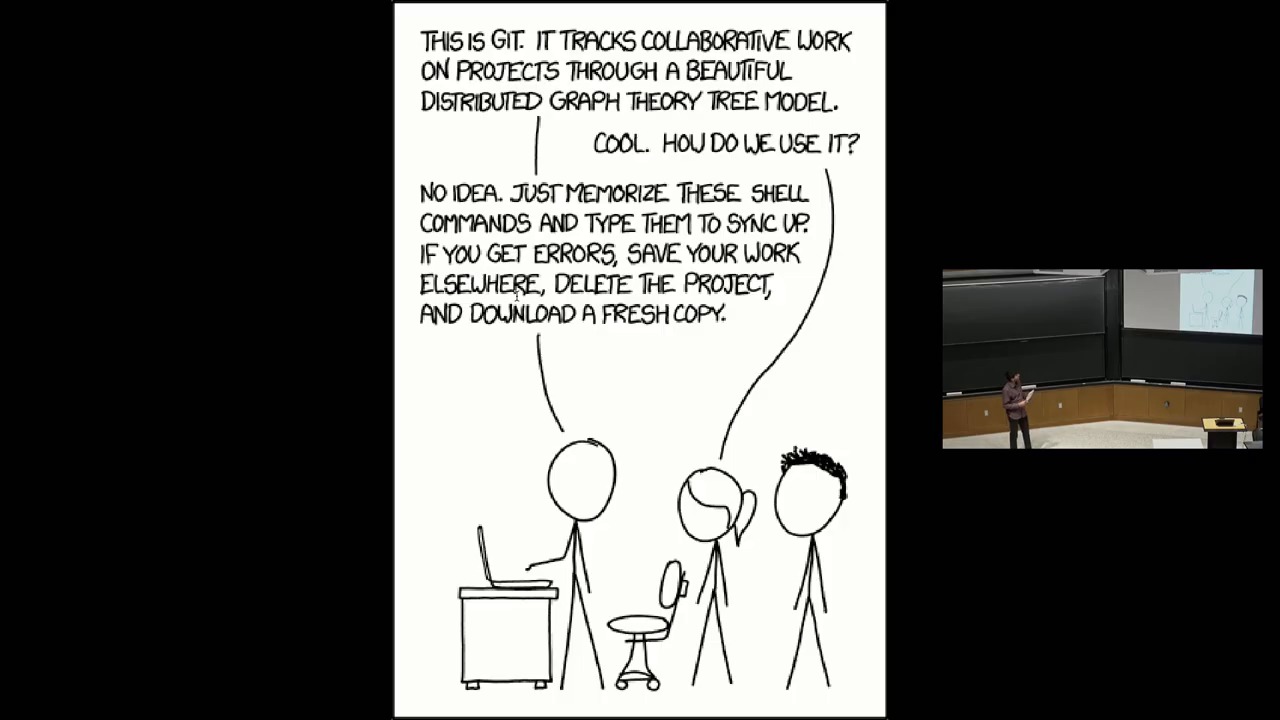 THIS IS GIT. IT TRACKS COLLABORATIVE WORK
ON PROJECTS THROUGH A BEAUTIFUL
DISTRIBUTED GRAPH THEORY TREE MODEL.
COOL. HOW DO WE USE IT?
NO IDEA. JUST MEMORIZE THESE SHELL
COMMANDS AND TYPE THEM TO SYNC UP.
IF YOU GET ERRORS, SAVE YOUR WORK
ELSEWHERE, DELETE THE PROJECT,
AND DOWNLOAD A FRESH COPY.